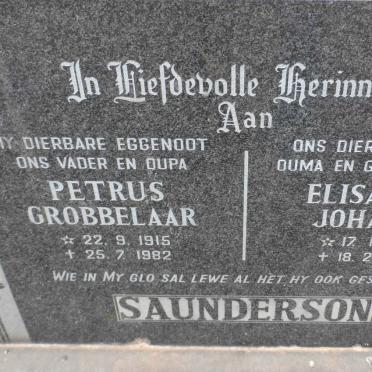 In Liefdevolle Herinn
Aan
MY DIERBARE EGGENOOT
ONS VADER EN OUPA
PETRUS
GROBBELAAR
☆ 22. 9. 1915
✝ 25. 7. 1982
ONS DIER
OUMA EN G
ELISA
JOHA
☆ 17. 1
✝ 18. 2
WIE IN MY GLO SAL LEWE AL HET HY OOK GES
SAUNDERSON